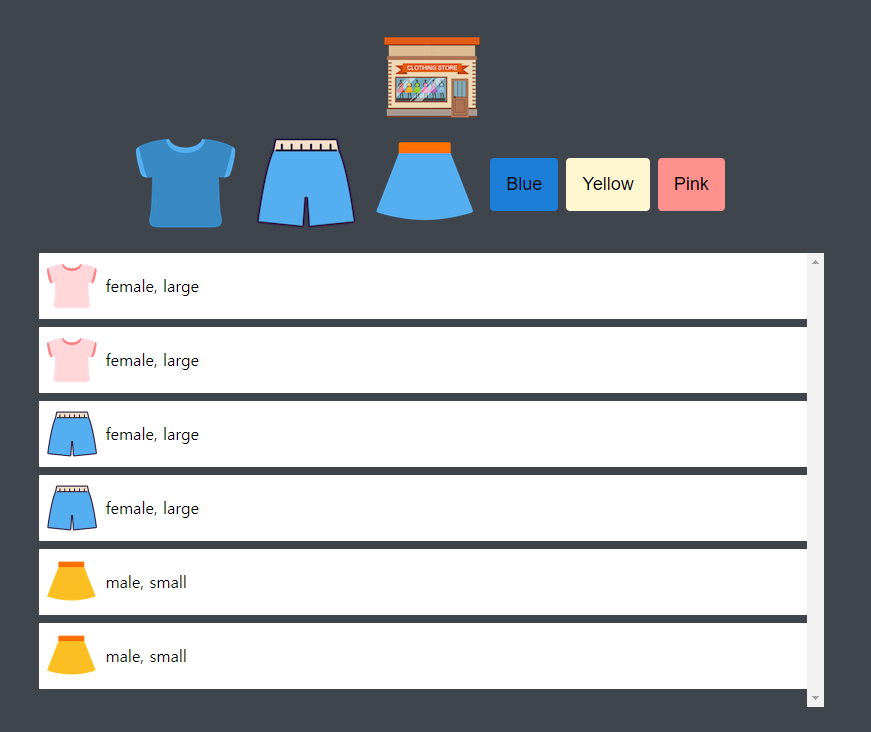 CLOTHING STORE
Blue
Yellow
Pink
female, large
female, large
female, large
female, large
male, small
male, small